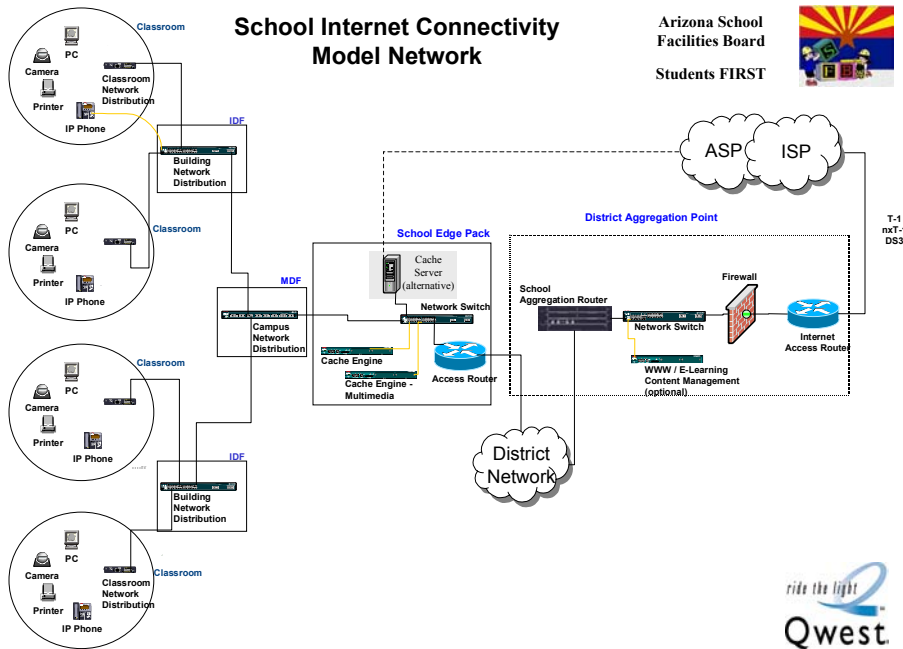 School Internet Connectivity
Model Network
Arizona School
Facilities Board
Students FIRST
S
F
B
Classroom
PC
Camera
Classroom
Network
Distribution
Printer
IP Phone
IDF
Building
Network
Distribution
PC
Classroom
Camera
Printer
IP Phone
MDF
Campus
Network
Distribution
Classroom
PC
Camera
Printer
IP Phone
IDF
Building
Network
Distribution
PC
Classroom
Camera
Classroom
Network
Distribution
Printer
IP Phone
School Edge Pack
Cache
Server
(alternative)
Network Switch
Cache Engine
Cache Engine -
Multimedia
Access Router
District
Network
ASP
ISP
T-1
nxT-1
DS3
District Aggregation Point
School
Aggregation Router
Network Switch
Firewall
Internet
Access Router
WWW / E-Learning
Content Management
(optional)
ride the light
Qwest